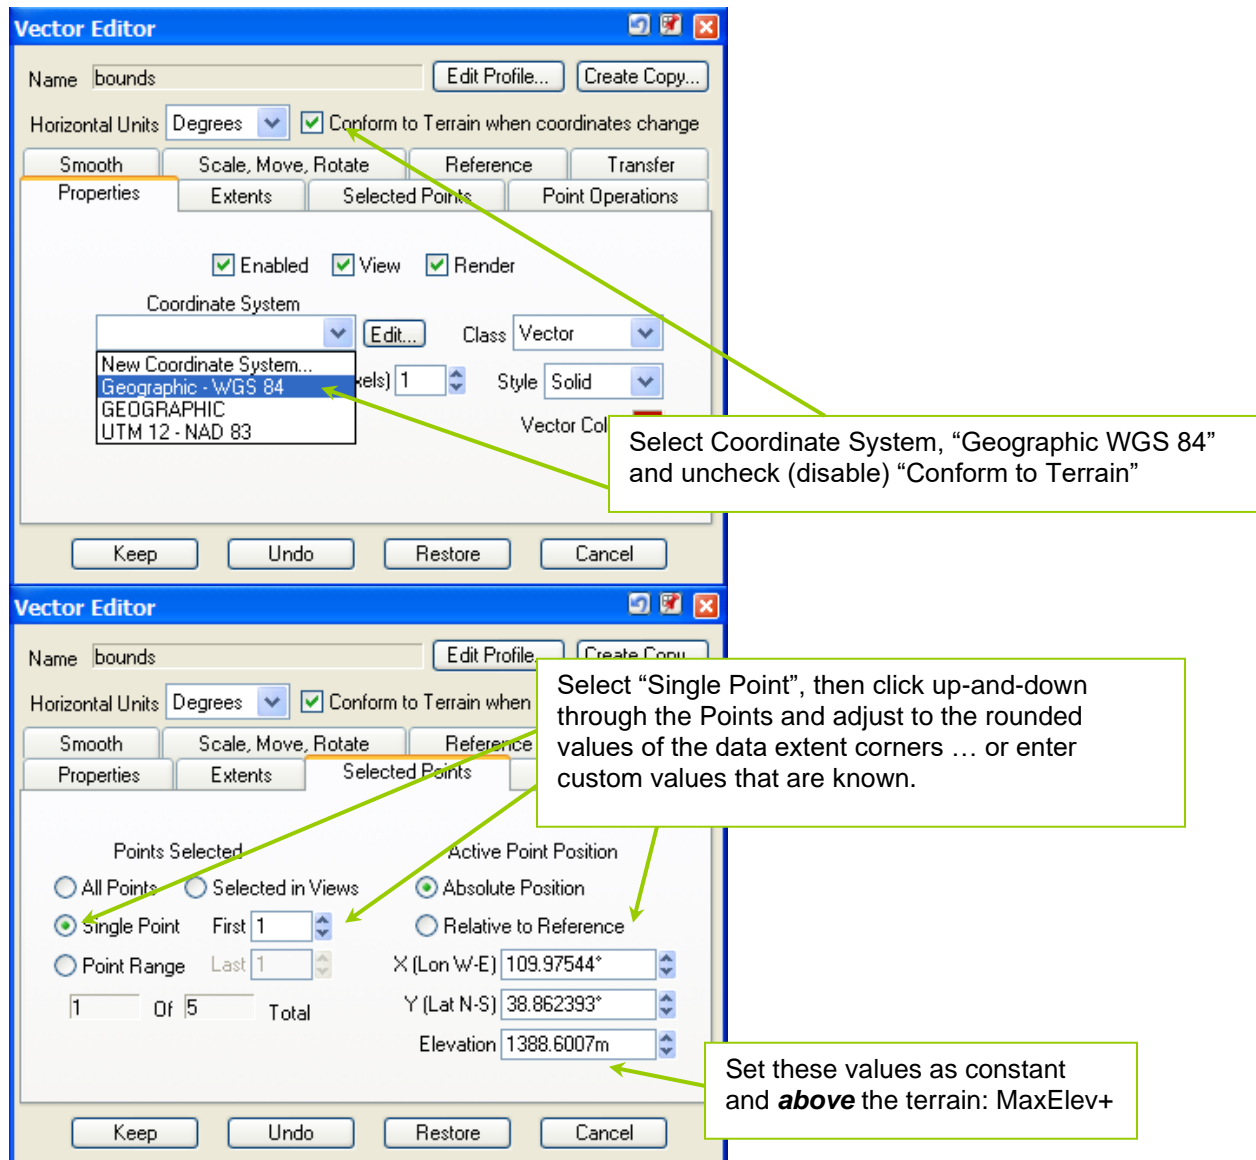 Vector Editor
Name bounds Edit Profile... Create Copy...
Horizontal Units Degrees Conform to Terrain when coordinates change
Smooth Scale, Move, Rotate Reference Transfer
Properties Extents Selected Points Point Operations
Enabled View Render
Coordinate System
Edit... Class Vector
New Coordinate System...
Geographic - WGS 84 xels) 1 Style Solid
GEOGRAPHIC
UTM 12 - NAD 83 Vector Col
Select Coordinate System, “Geographic WGS 84”
and uncheck (disable) “Conform to Terrain”
Keep Undo Restore Cancel
Vector Editor
Name bounds Edit Profile... Create Copy...
Horizontal Units Degrees Conform to Terrain when
Select “Single Point”, then click up-and-down
through the Points and adjust to the rounded
values of the data extent corners … or enter
custom values that are known.
Smooth Scale, Move, Rotate Reference
Properties Extents Selected Points
Points Selected Active Point Position
All Points Selected in Views Absolute Position
Single Point First 1 Relative to Reference
Point Range Last 1 X (Lon W-E) 109.97544°
1 Of 5 Total Y (Lat N-S) 38.862393°
Elevation 1388.6007m
Set these values as constant
and above the terrain: MaxElev+
Keep Undo Restore Cancel